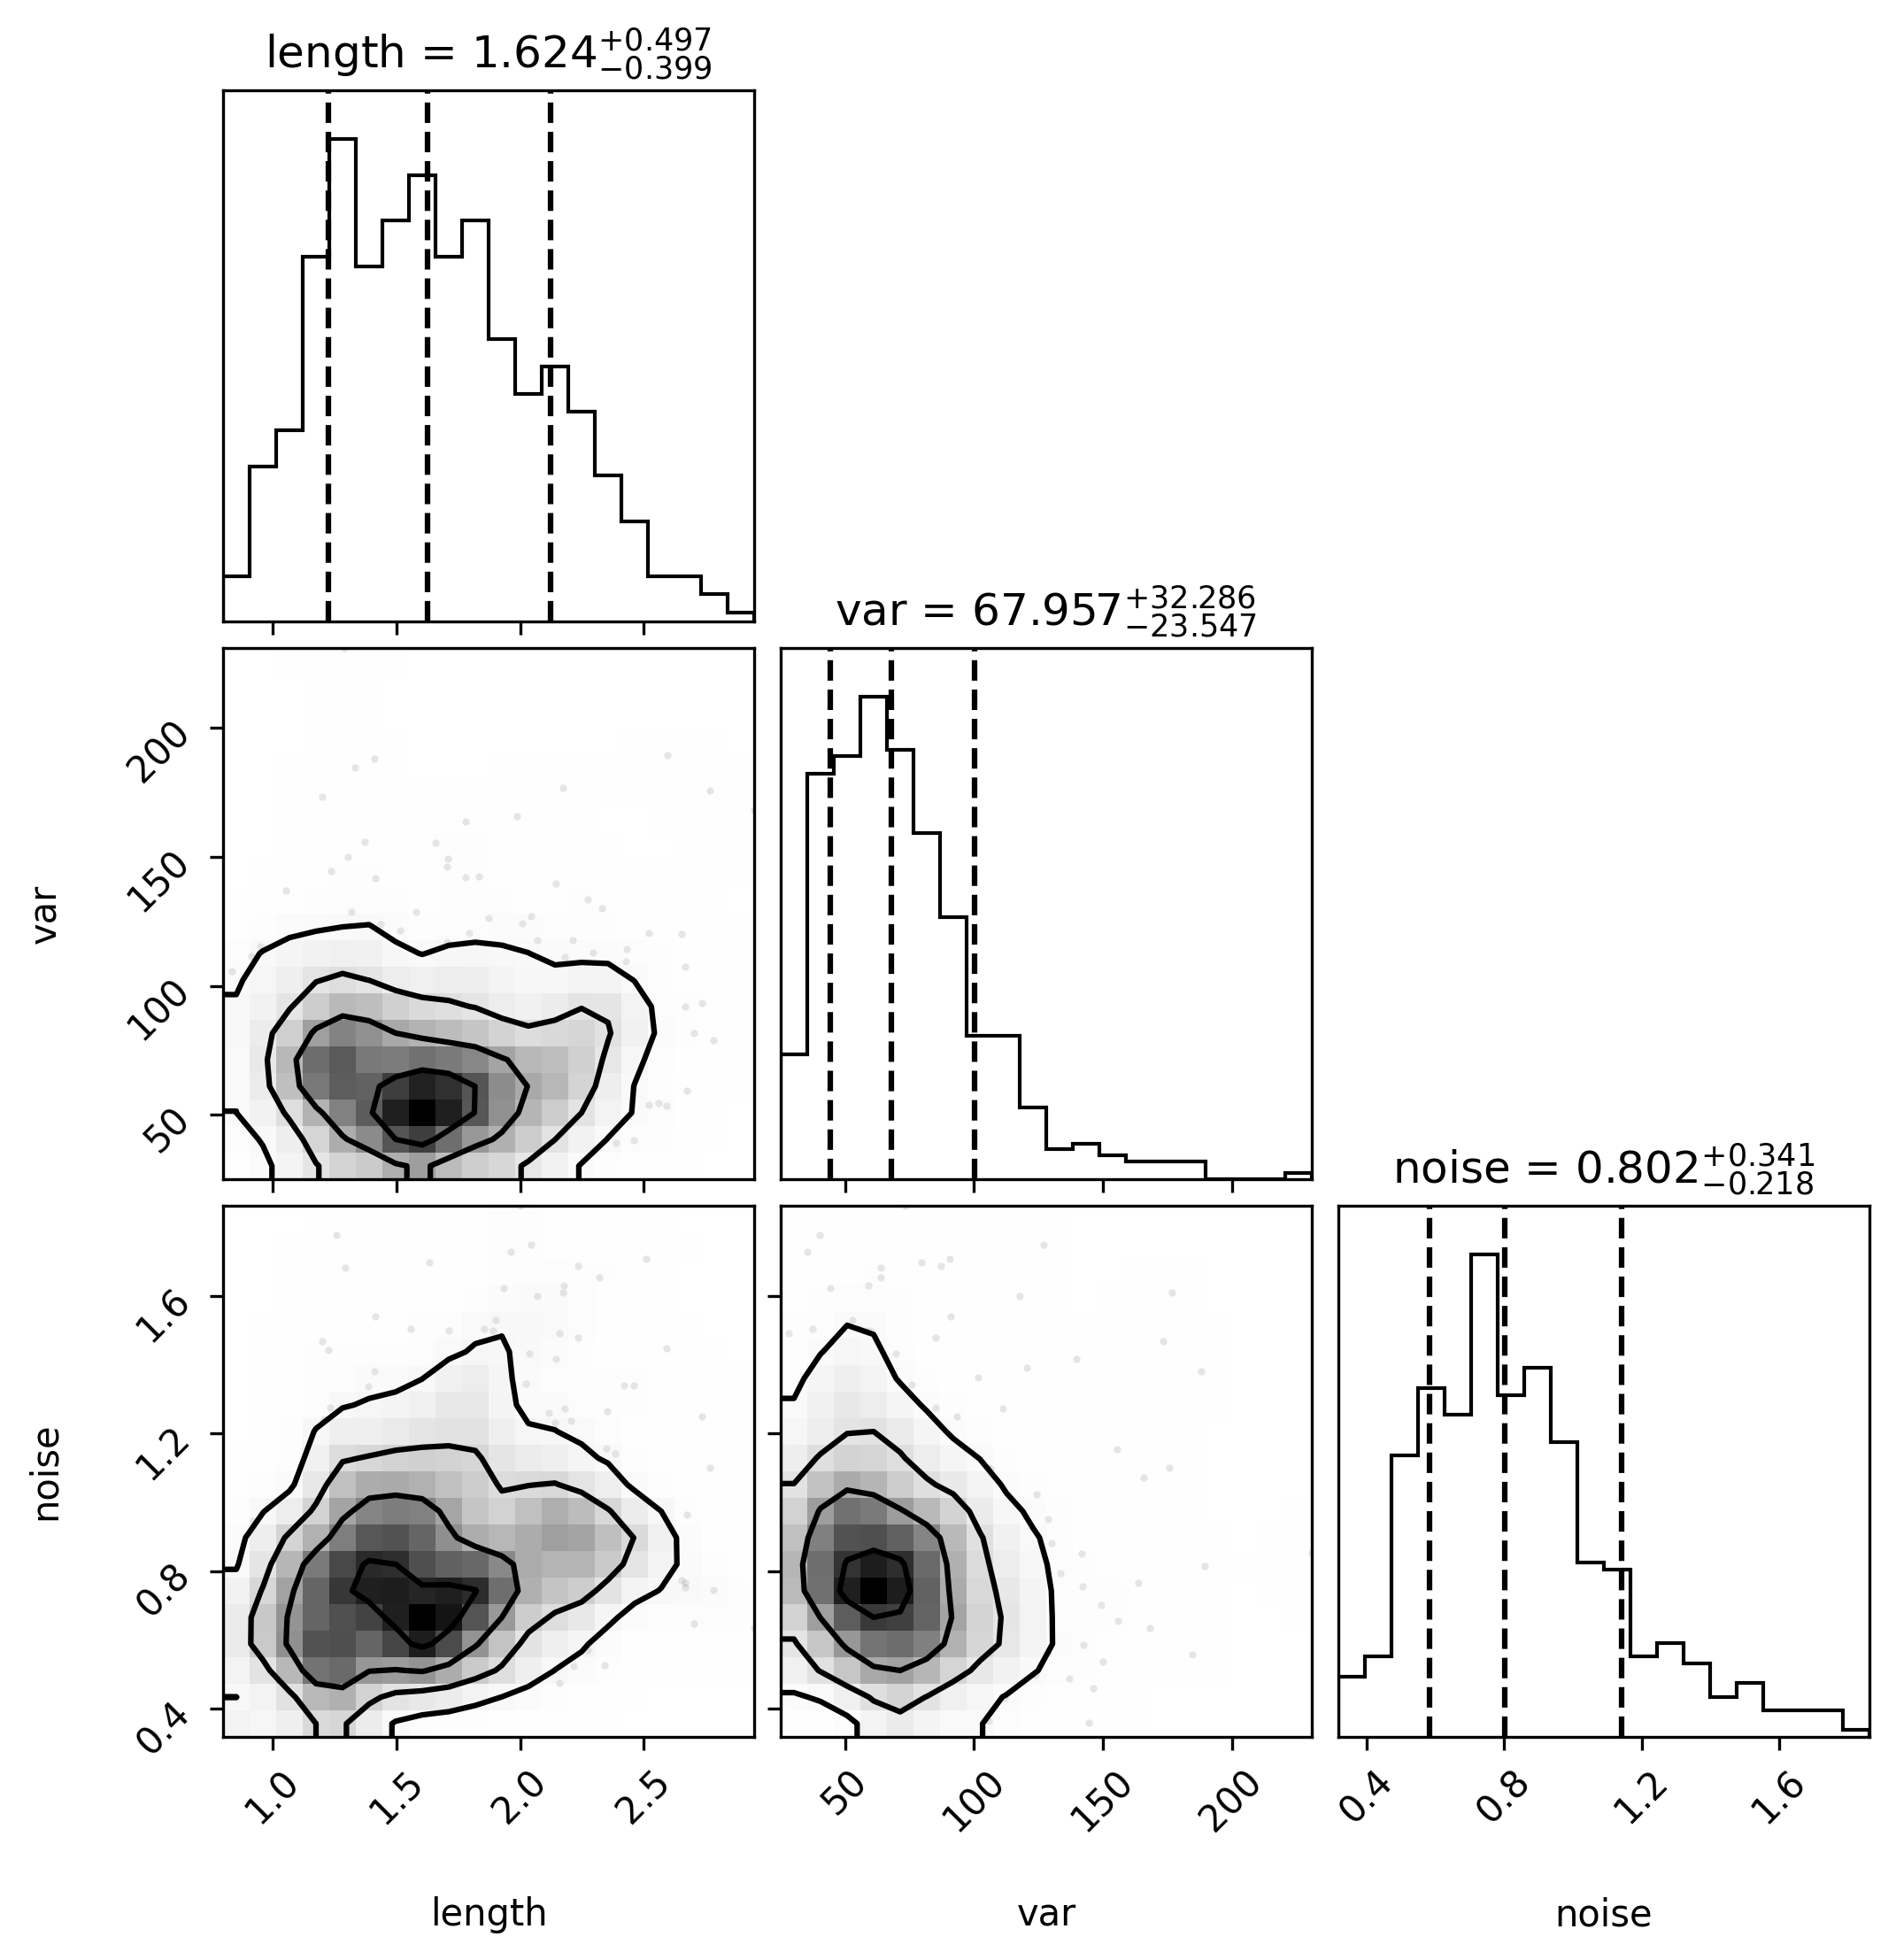 length = 1.624+0.497−0.399
var = 67.957+32.286−23.547
200
150
100
50
var
noise = 0.802+0.341−0.218
1.6
1.2
0.8
0.4
noise
1.0 1.5 2.0 2.5 50 100 150 200 0.4 0.8 1.2 1.6
length var noise